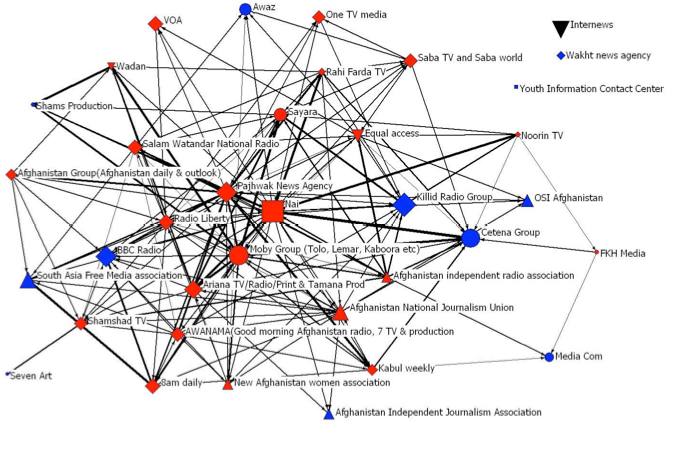 Awaz
VOA
One TV media
Internews
Saba TV and Saba world
Wakht news agency
Wadan
Rahi Farda TV
Youth Information Contact Center
Shams Production
Sayara
Equal access
Noorin TV
Salam Watandar National Radio
Afghanistan Group(Afghanistan daily & outlook)
Pajhwak News Agency
Killid Radio Group
OSI Afghanistan
Nai
Radio Liberty
Cetena Group
BBC Radio
Moby Group (Tolo, Lemar, Kaboora etc)
FKH Media
South Asia Free Media association
Afghanistan independent radio association
Ariana TV/Radio/Print & Tamana Prod
Afghanistan National Journalism Union
Shamshad TV
AWANAMA(Good morning Afghanistan radio, 7 TV & production
Media Com
Kabul weekly
Seven Art
8am daily
New Afghanistan women association
Afghanistan Independent Journalism Association